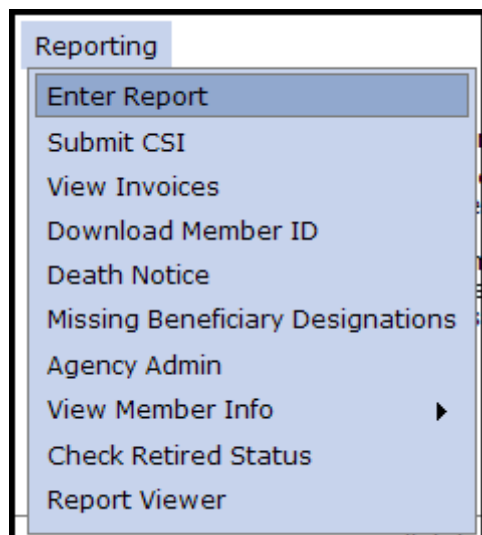 Reporting
Enter Report
Submit CSI
View Invoices
Download Member ID
Death Notice
Missing Beneficiary Designations
Agency Admin
View Member Info
Check Retired Status
Report Viewer